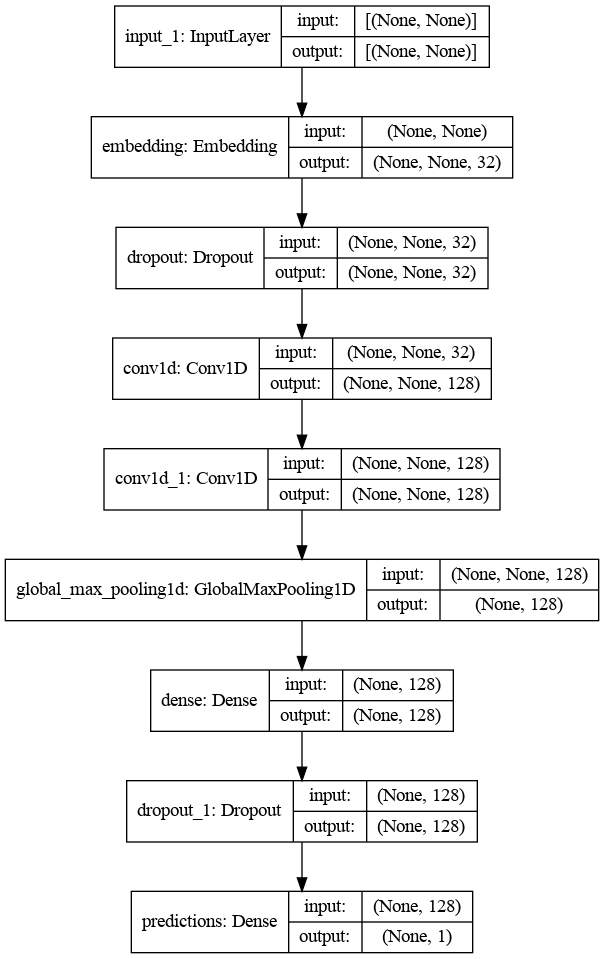 input_1: InputLayer
input: [(None, None)]
output: [(None, None)]
embedding: Embedding
input: (None, None)
output: (None, None, 32)
dropout: Dropout
input: (None, None, 32)
output: (None, None, 32)
conv1d: Conv1D
input: (None, None, 32)
output: (None, None, 128)
conv1d_1: Conv1D
input: (None, None, 128)
output: (None, None, 128)
global_max_pooling1d: GlobalMaxPooling1D
input: (None, None, 128)
output: (None, 128)
dense: Dense
input: (None, 128)
output: (None, 128)
dropout_1: Dropout
input: (None, 128)
output: (None, 128)
predictions: Dense
input: (None, 128)
output: (None, 1)